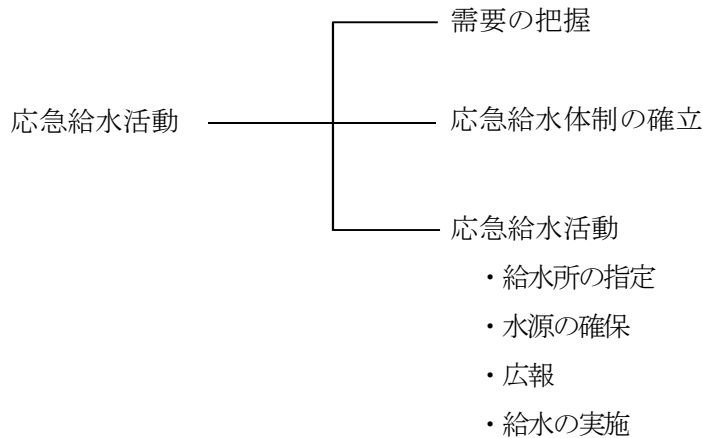 需要の把握
応急給水活動
応急給水体制の確立
応急給水活動
・給水所の指定
・水源の確保
・広報
・給水の実施